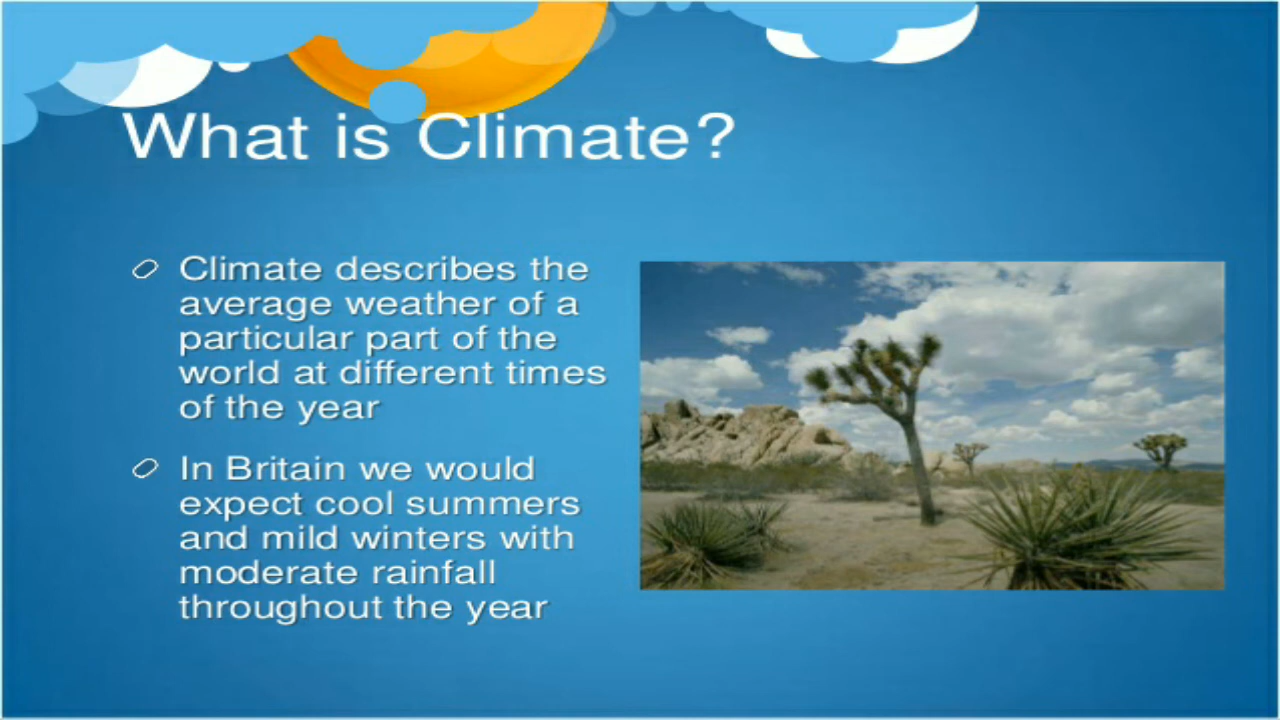 What is Climate?
Climate describes the
average weather of a
particular part of the
world at different times
of the year
In Britain we would
expect cool summers
and mild winters with
moderate rainfall
throughout the year